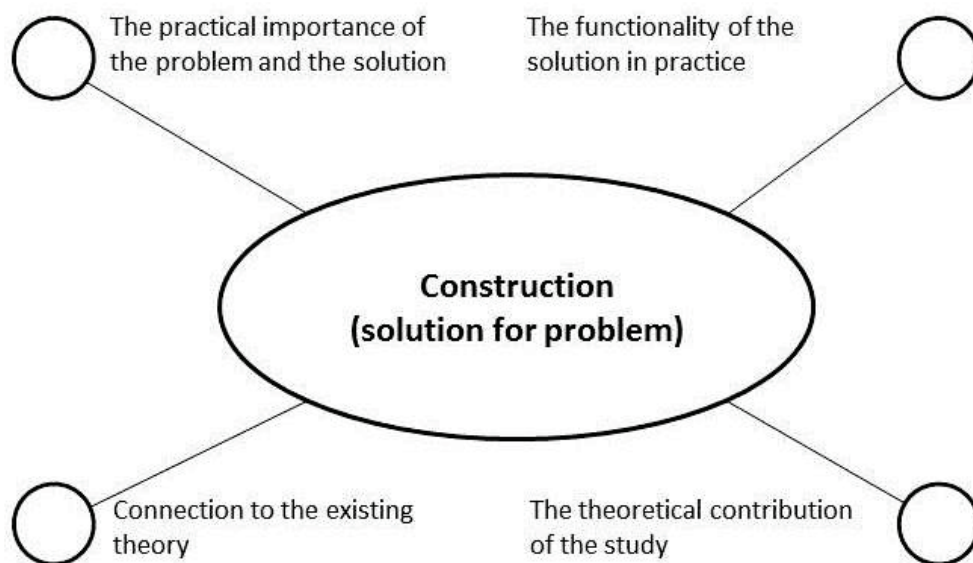 The practical importance of
the problem and the solution
The functionality of the
solution in practice
Construction
(solution for problem)
Connection to the existing
theory
The theoretical contribution
of the study